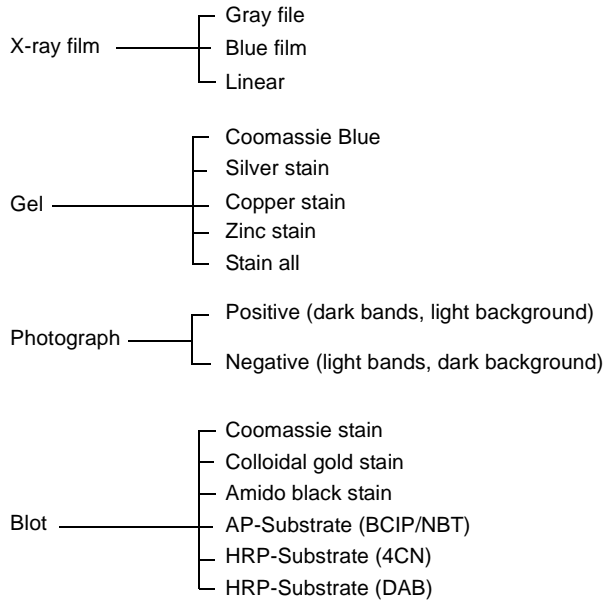 X-ray film
Gray file
Blue film
Linear
Gel
Coomassie Blue
Silver stain
Copper stain
Zinc stain
Stain all
Photograph
Positive (dark bands, light background)
Negative (light bands, dark background)
Blot
Coomassie stain
Colloidal gold stain
Amido black stain
AP-Substrate (BCIP/NBT)
HRP-Substrate (4CN)
HRP-Substrate (DAB)